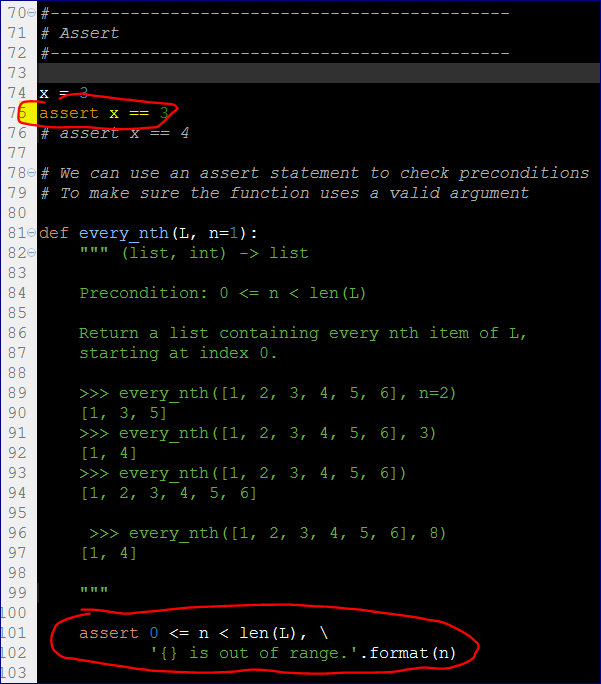 70 #----------------------------------------------
71 # Assert
72 #----------------------------------------------
73
74 x = 3
75 assert x == 3
76 # assert x == 4
77
78 # We can use an assert statement to check preconditions
79 # To make sure the function uses a valid argument
80
81 def every_nth(L, n=1):
82     """ (list, int) -> list
83
84     Precondition: 0 <= n < len(L)
85
86     Return a list containing every nth item of L,
87     starting at index 0.
88
89     >>> every_nth([1, 2, 3, 4, 5, 6], n=2)
90     [1, 3, 5]
91     >>> every_nth([1, 2, 3, 4, 5, 6], 3)
92     [1, 4]
93     >>> every_nth([1, 2, 3, 4, 5, 6])
94     [1, 2, 3, 4, 5, 6]
95
96      >>> every_nth([1, 2, 3, 4, 5, 6], 8)
97     [1, 4]
98
99     """
100
101     assert 0 <= n < len(L), \
102            '{} is out of range.'.format(n)
103